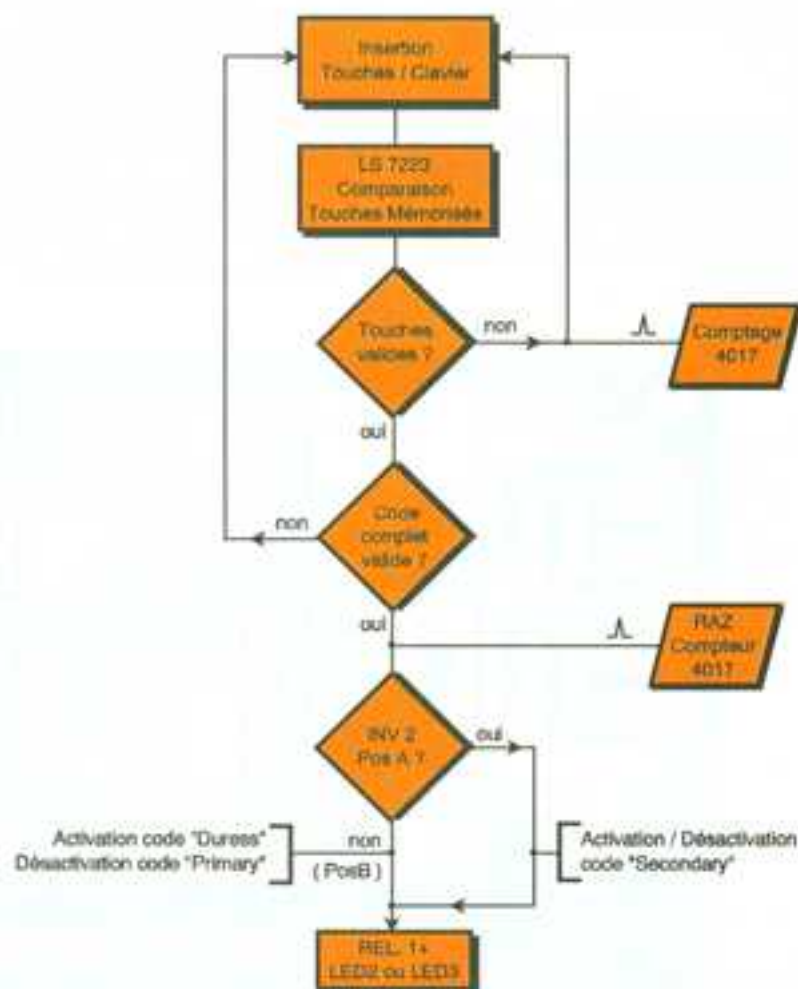 Insertion
Touches / Clavier
LS 7223
Comparaison
Touches Mémorisée
Touches
valides ?
non
Comptage
4017
oui
Code
complet
valide ?
non
oui
RAZ
Compteur
4017
INV 2
Pos A ?
oui
Activation code "Duress"
Désactivation code "Primary"
non
( PosB )
Activation / Désactivation
code "Secondary"
REL. 1+
LED2 ou LED3